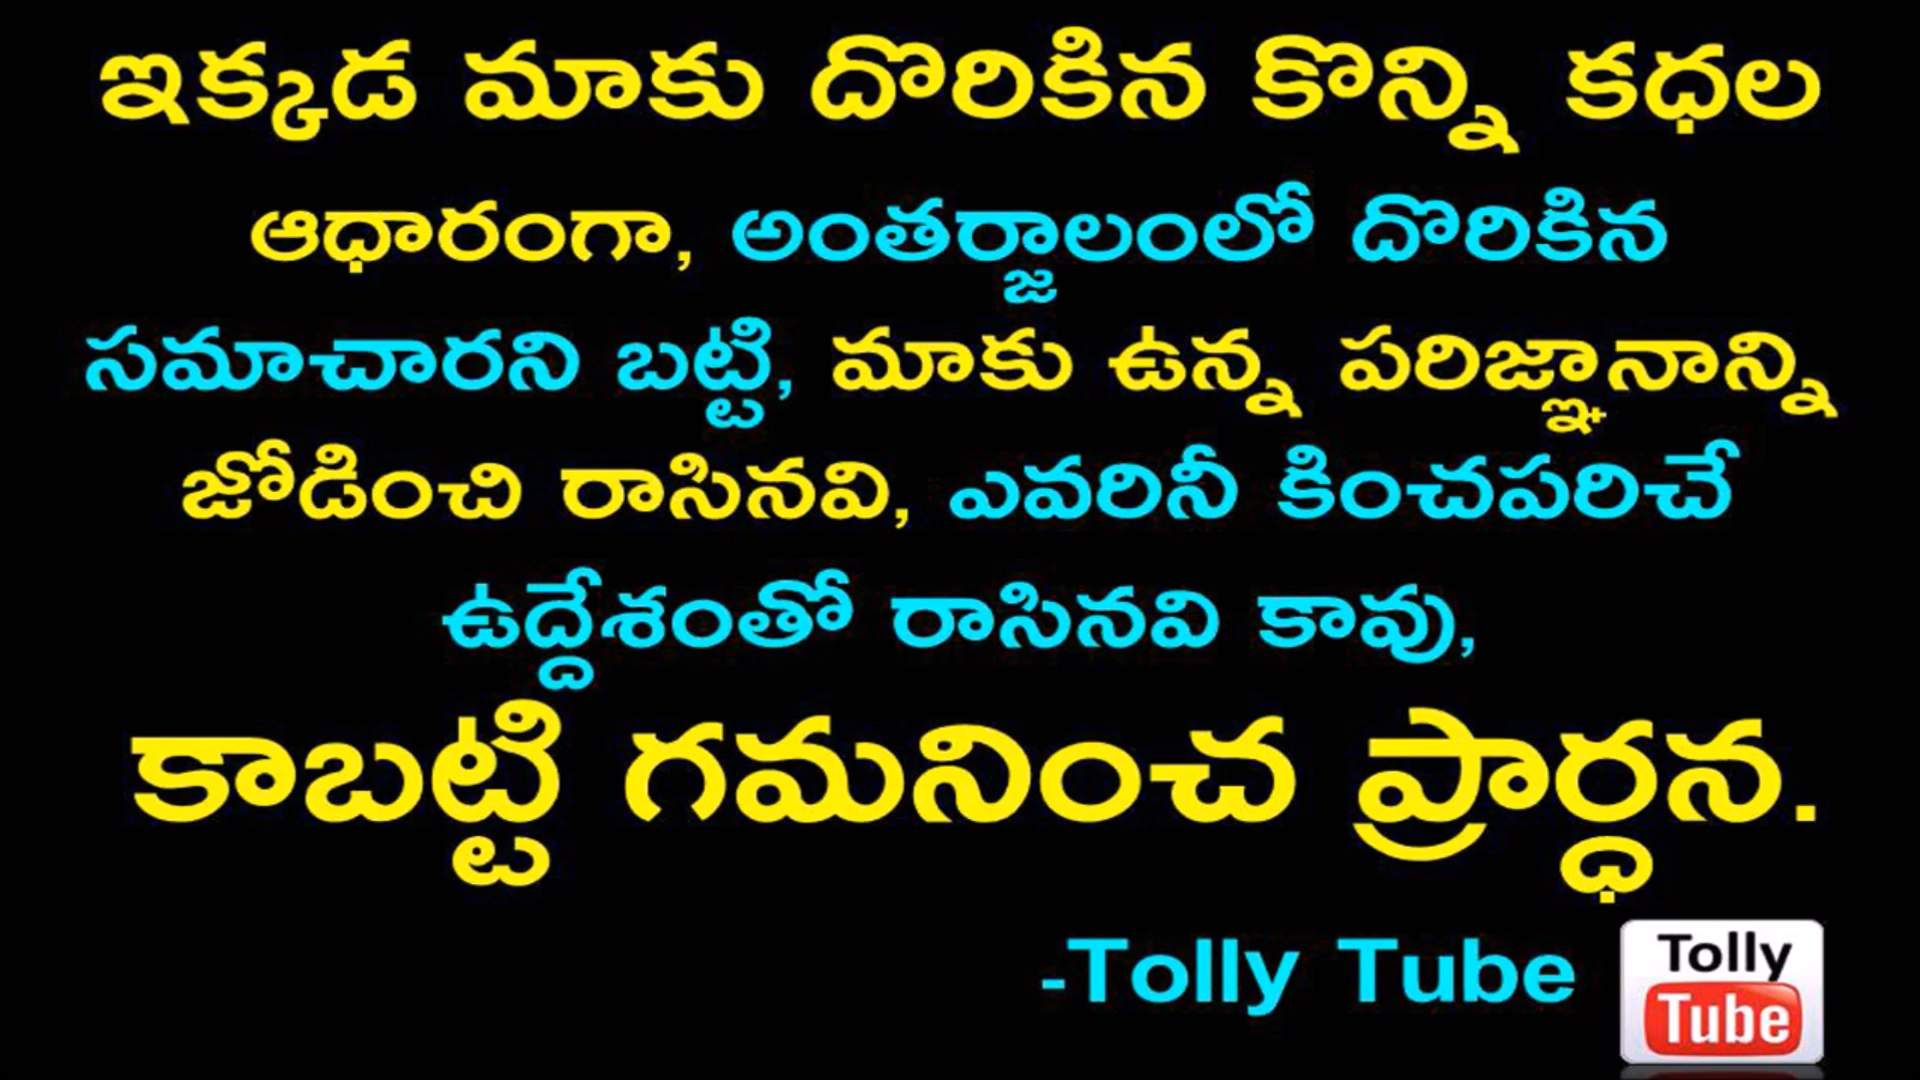 ఇక్కడ మాకు దొరికిన కొన్ని కధల
ఆధారంగా, అంతర్జాలంలో దొరికిన
సమాచారని బట్టి, మాకు ఉన్న పరిజ్ఞానాన్ని
జోడించి రాసినవి, ఎవరినీ కించపరిచే
ఉద్దేశంతో రాసినవి కావు,
కాబట్టి గమనించ ప్రార్ధన.
-Tolly Tube
Tolly
Tube